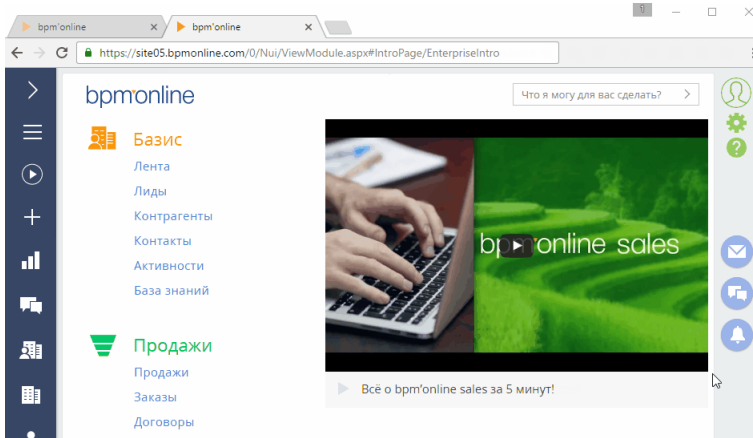 bpm'online
bpm'online
https://site05.bpmonline.com/0/Nui/ViewModule.aspx#IntroPage/EnterpriseIntro
bpm'online
Что я могу для вас сделать?
Базис
Лента
Лиды
Контрагенты
Контакты
Активности
База знаний
bpm'online sales
Продажи
Продажи
Заказы
Договоры
Всё о bpm'online sales за 5 минут!